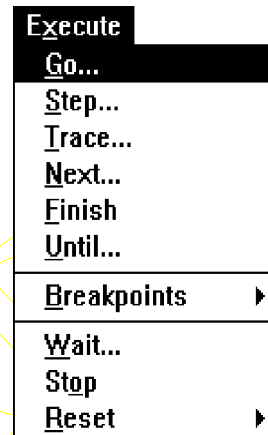 Execute
Go...
Step...
Trace...
Next...
Finish
Until...
Breakpoints
Wait...
Stop
Reset